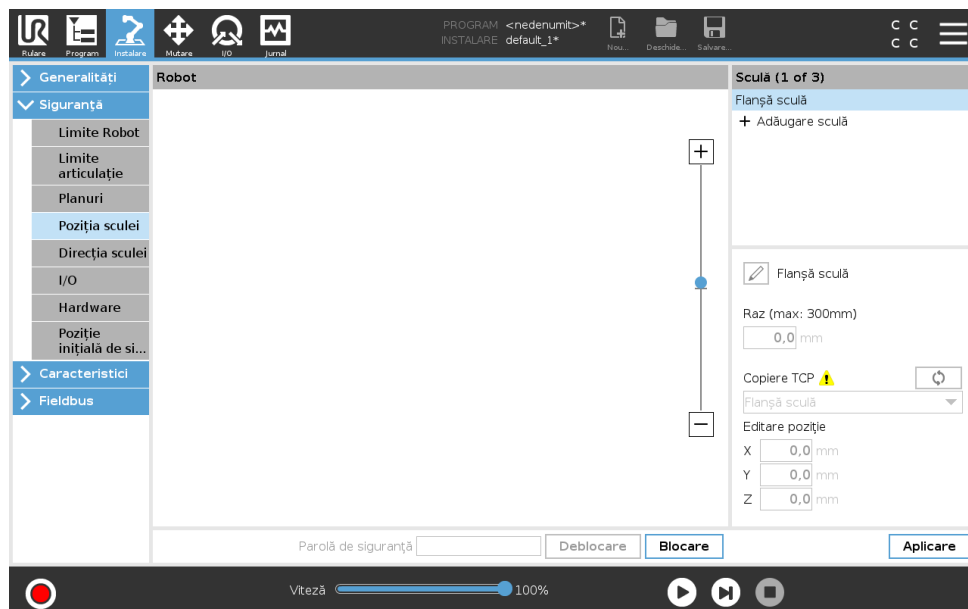 PROGRAM <nedenumit>*
INSTALARE default_1*
Rulare Program Instalare Mutare I/O Jurnal
Nou... Deschide... Salvare...
C C
C C
Generalități
Siguranță
Limite Robot
Limite
articulație
Planuri
Poziția sculei
Direcția sculei
I/O
Hardware
Poziție
inițială de si...
Caracteristici
Fieldbus
Robot
Sculă (1 of 3)
Flanșă sculă
+ Adăugare sculă
Flanșă sculă
Raz (max: 300mm)
0,0 mm
Copiere TCP
Flanșă sculă
Editare poziție
X 0,0 mm
Y 0,0 mm
Z 0,0 mm
Parolă de siguranță
Deblocare
Blocare
Aplicare
Viteză 100%